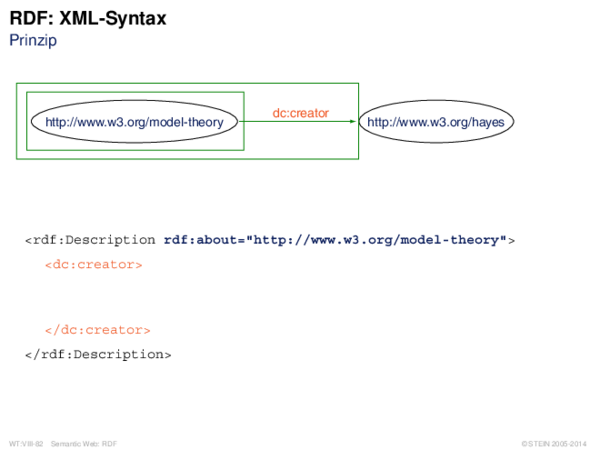 RDF: XML-Syntax
Prinzip
http://www.w3.org/model-theory dc:creator http://www.w3.org/hayes
<rdf:Description rdf:about="http://www.w3.org/model-theory">
<dc:creator>
</dc:creator>
</rdf:Description>
WT:VIII-82 Semantic Web: RDF © STEIN 2005-2014